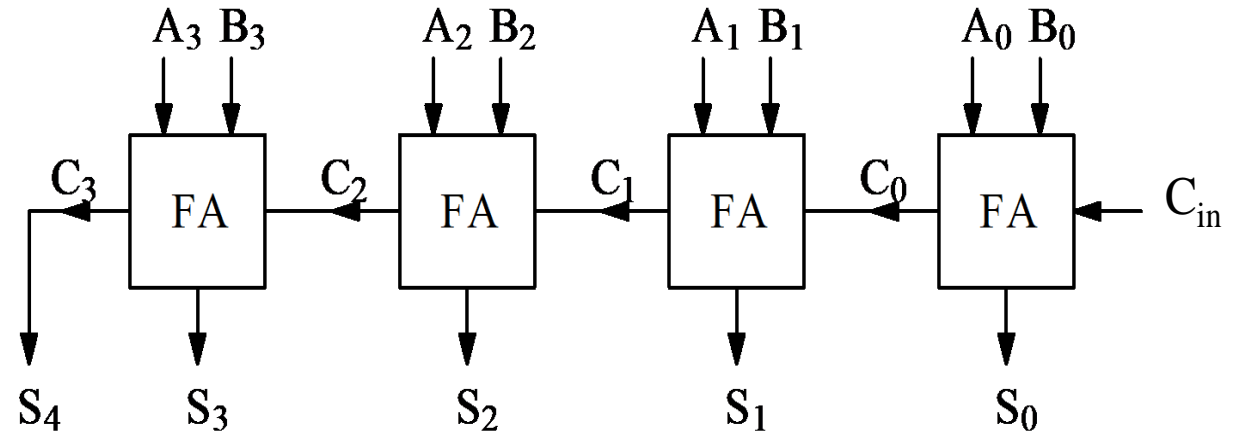 A₃ B₃ A₂ B₂ A₁ B₁ A₀ B₀
C₃ C₂ C₁ C₀
FA FA FA FA C_in
S₄ S₃ S₂ S₁ S₀